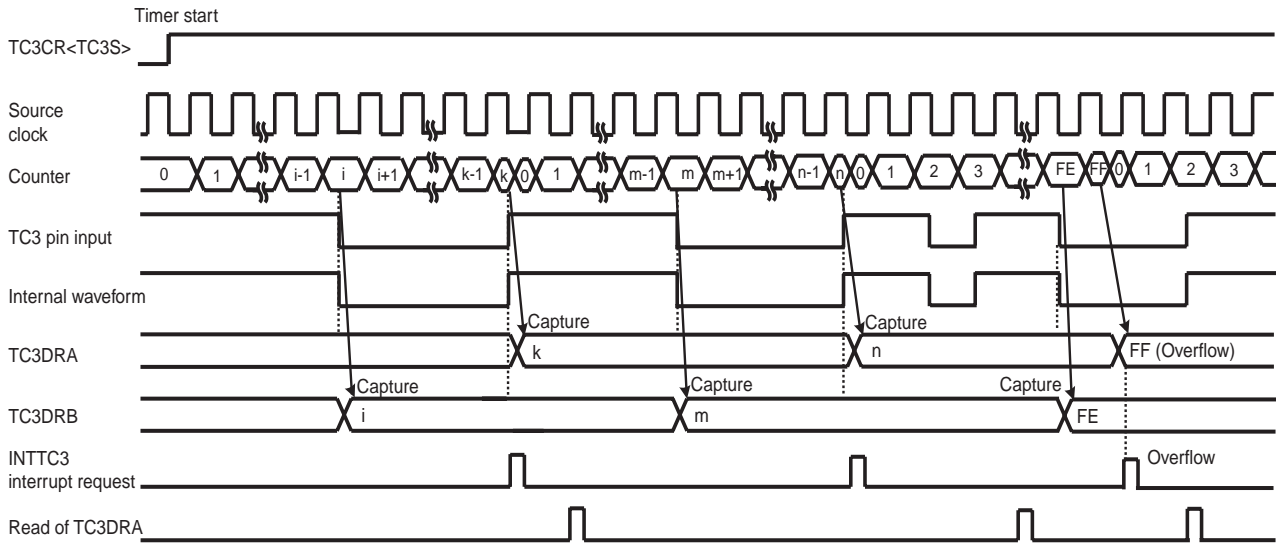 Timer start
TC3CR<TC3S>
Source
clock
Counter
0 1 i-1 i i+1 k-1 k 0 1 m-1 m m+1 n-1 n 0 1 2 3 FE FF 0 1 2 3
TC3 pin input
Internal waveform
Capture Capture
TC3DRA
k n FF (Overflow)
Capture Capture Capture
TC3DRB
i m FE
INTTC3
interrupt request
Overflow
Read of TC3DRA